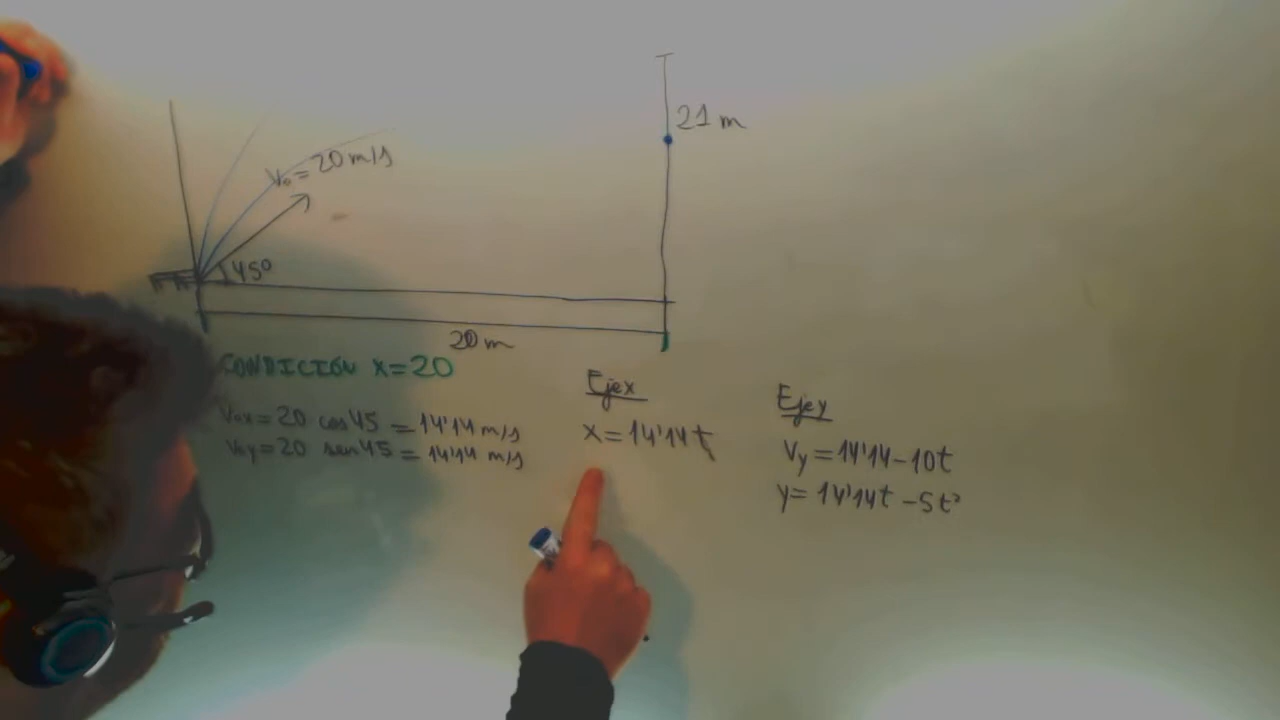 21 m
V₀ = 20 m/s
45º
20 m
CONDICIÓN x=20
V₀x = 20 cos 45 = 14'14 m/s
V₀y = 20 sen 45 = 14'14 m/s
Eje x
x = 14'14 t
Eje y
Vy = 14'14 - 10t
y = 14'14t - 5t²